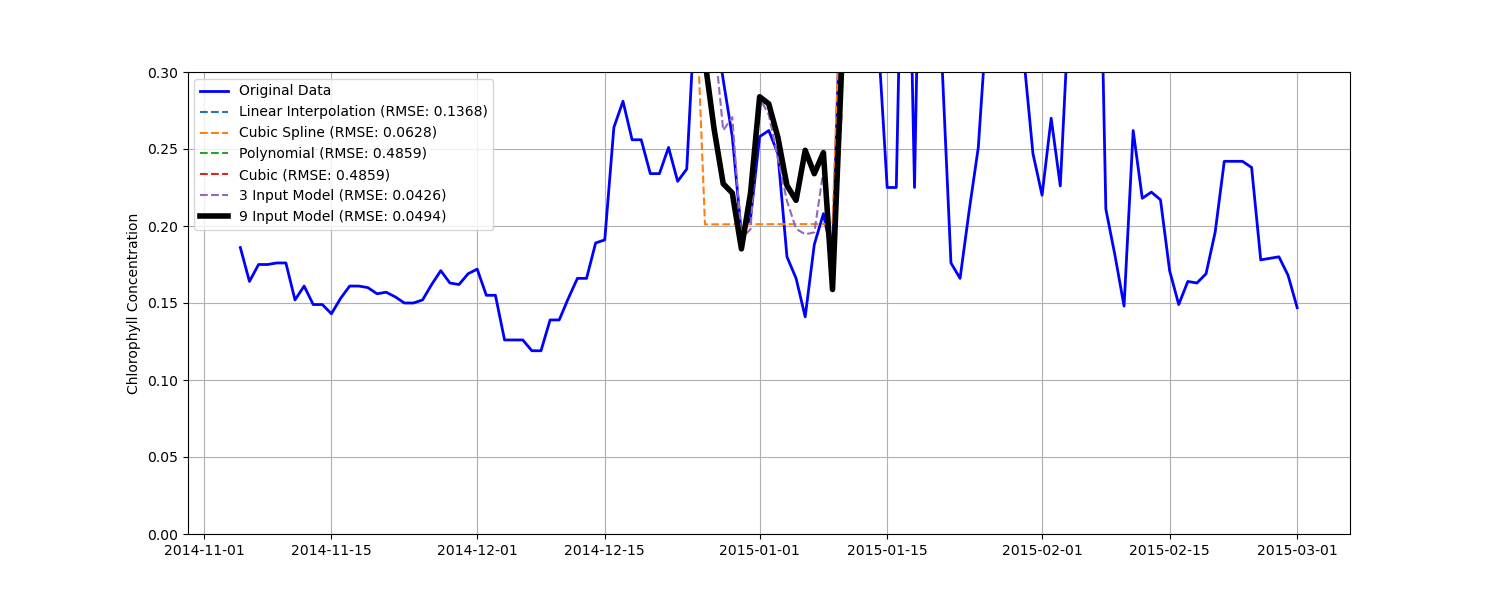 0.30
0.25
0.20
0.15
0.10
0.05
0.00
Chlorophyll Concentration
Original Data
Linear Interpolation (RMSE: 0.1368)
Cubic Spline (RMSE: 0.0628)
Polynomial (RMSE: 0.4859)
Cubic (RMSE: 0.4859)
3 Input Model (RMSE: 0.0426)
9 Input Model (RMSE: 0.0494)
2014-11-01 2014-11-15 2014-12-01 2014-12-15 2015-01-01 2015-01-15 2015-02-01 2015-02-15 2015-03-01